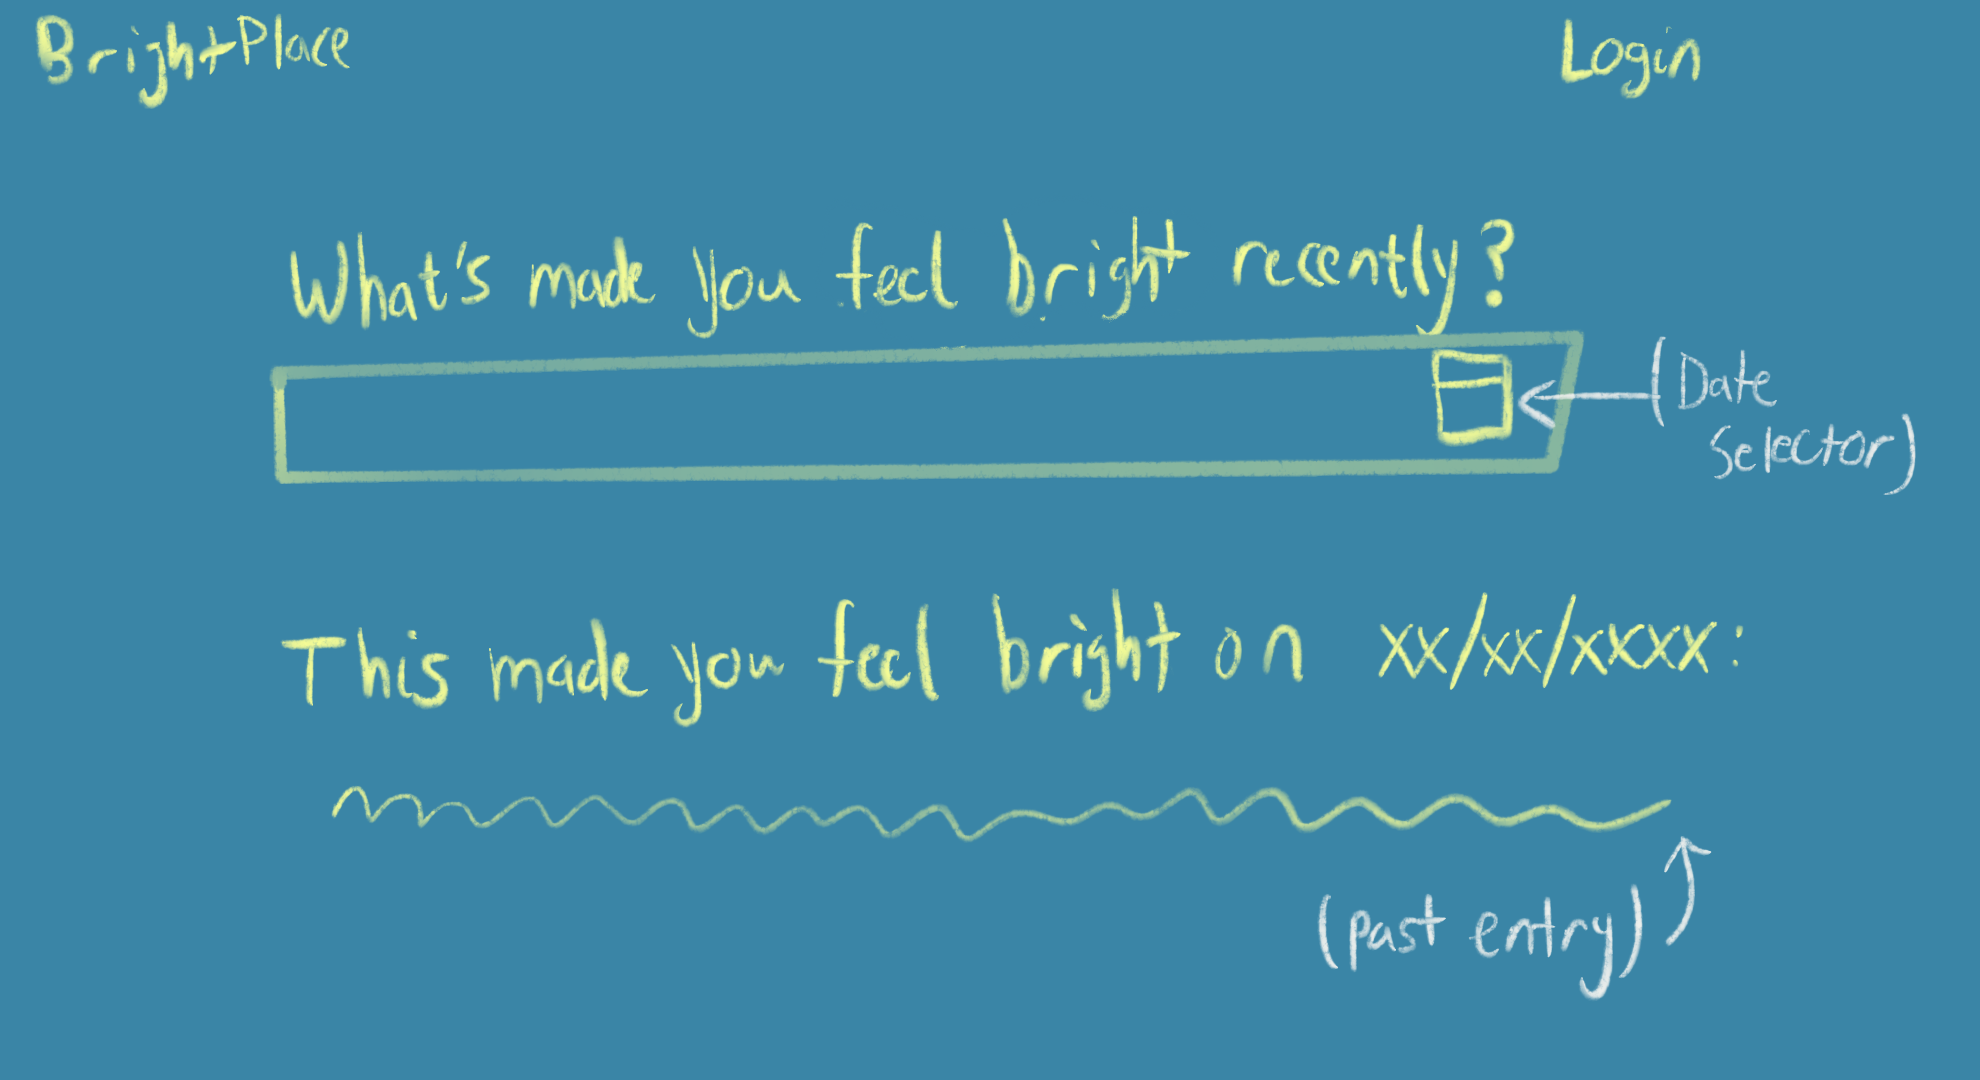 BrightPlace
Login
What's made you feel bright recently?
(Date
Selector)
This made you feel bright on xx/xx/xxxx:
(past entry)